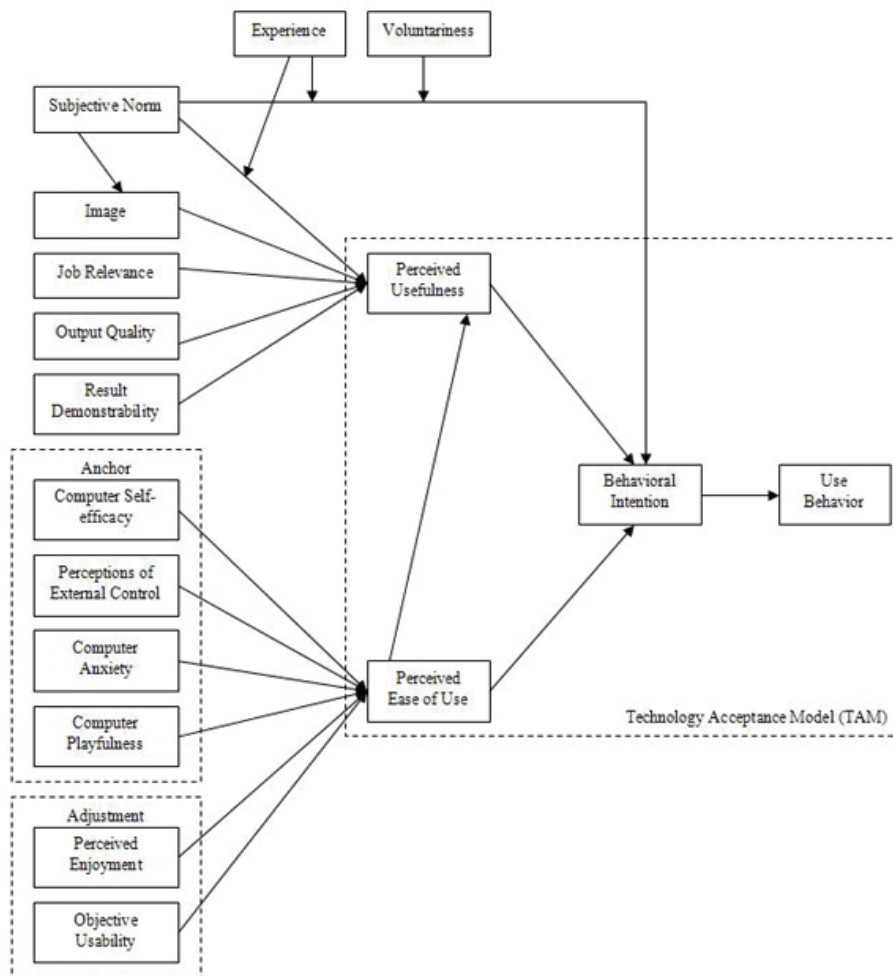 Experience
Voluntariness
Subjective Norm
Image
Job Relevance
Output Quality
Result
Demonstrability
Perceived
Usefulness
Anchor
Computer Self-
efficacy
Perceptions of
External Control
Computer
Anxiety
Computer
Playfulness
Behavioral
Intention
Use
Behavior
Perceived
Ease of Use
Technology Acceptance Model (TAM)
Adjustment
Perceived
Enjoyment
Objective
Usability